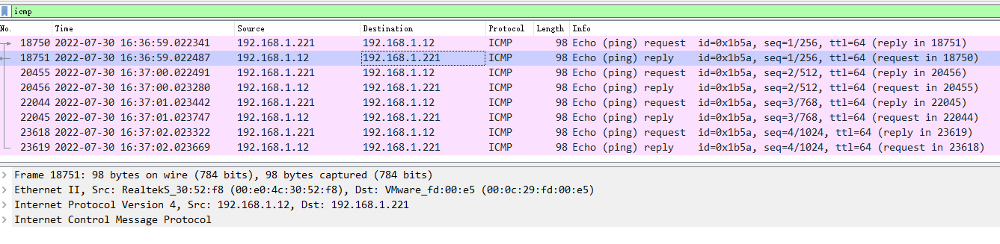 icmp
No. Time Source Destination Protocol Length Info
18750 2022-07-30 16:36:59.022341 192.168.1.221 192.168.1.12 ICMP 98 Echo (ping) request id=0x1b5a, seq=1/256, ttl=64 (reply in 18751)
18751 2022-07-30 16:36:59.022487 192.168.1.12 192.168.1.221 ICMP 98 Echo (ping) reply id=0x1b5a, seq=1/256, ttl=64 (request in 18750)
20455 2022-07-30 16:37:00.022491 192.168.1.221 192.168.1.12 ICMP 98 Echo (ping) request id=0x1b5a, seq=2/512, ttl=64 (reply in 20456)
20456 2022-07-30 16:37:00.023280 192.168.1.12 192.168.1.221 ICMP 98 Echo (ping) reply id=0x1b5a, seq=2/512, ttl=64 (request in 20455)
22044 2022-07-30 16:37:01.023442 192.168.1.221 192.168.1.12 ICMP 98 Echo (ping) request id=0x1b5a, seq=3/768, ttl=64 (reply in 22045)
22045 2022-07-30 16:37:01.023747 192.168.1.12 192.168.1.221 ICMP 98 Echo (ping) reply id=0x1b5a, seq=3/768, ttl=64 (request in 22044)
23618 2022-07-30 16:37:02.023322 192.168.1.221 192.168.1.12 ICMP 98 Echo (ping) request id=0x1b5a, seq=4/1024, ttl=64 (reply in 23619)
23619 2022-07-30 16:37:02.023669 192.168.1.12 192.168.1.221 ICMP 98 Echo (ping) reply id=0x1b5a, seq=4/1024, ttl=64 (request in 23618)
Frame 18751: 98 bytes on wire (784 bits), 98 bytes captured (784 bits)
Ethernet II, Src: RealtekS_30:52:f8 (00:e0:4c:30:52:f8), Dst: VMware_fd:00:e5 (00:0c:29:fd:00:e5)
Internet Protocol Version 4, Src: 192.168.1.12, Dst: 192.168.1.221
Internet Control Message Protocol